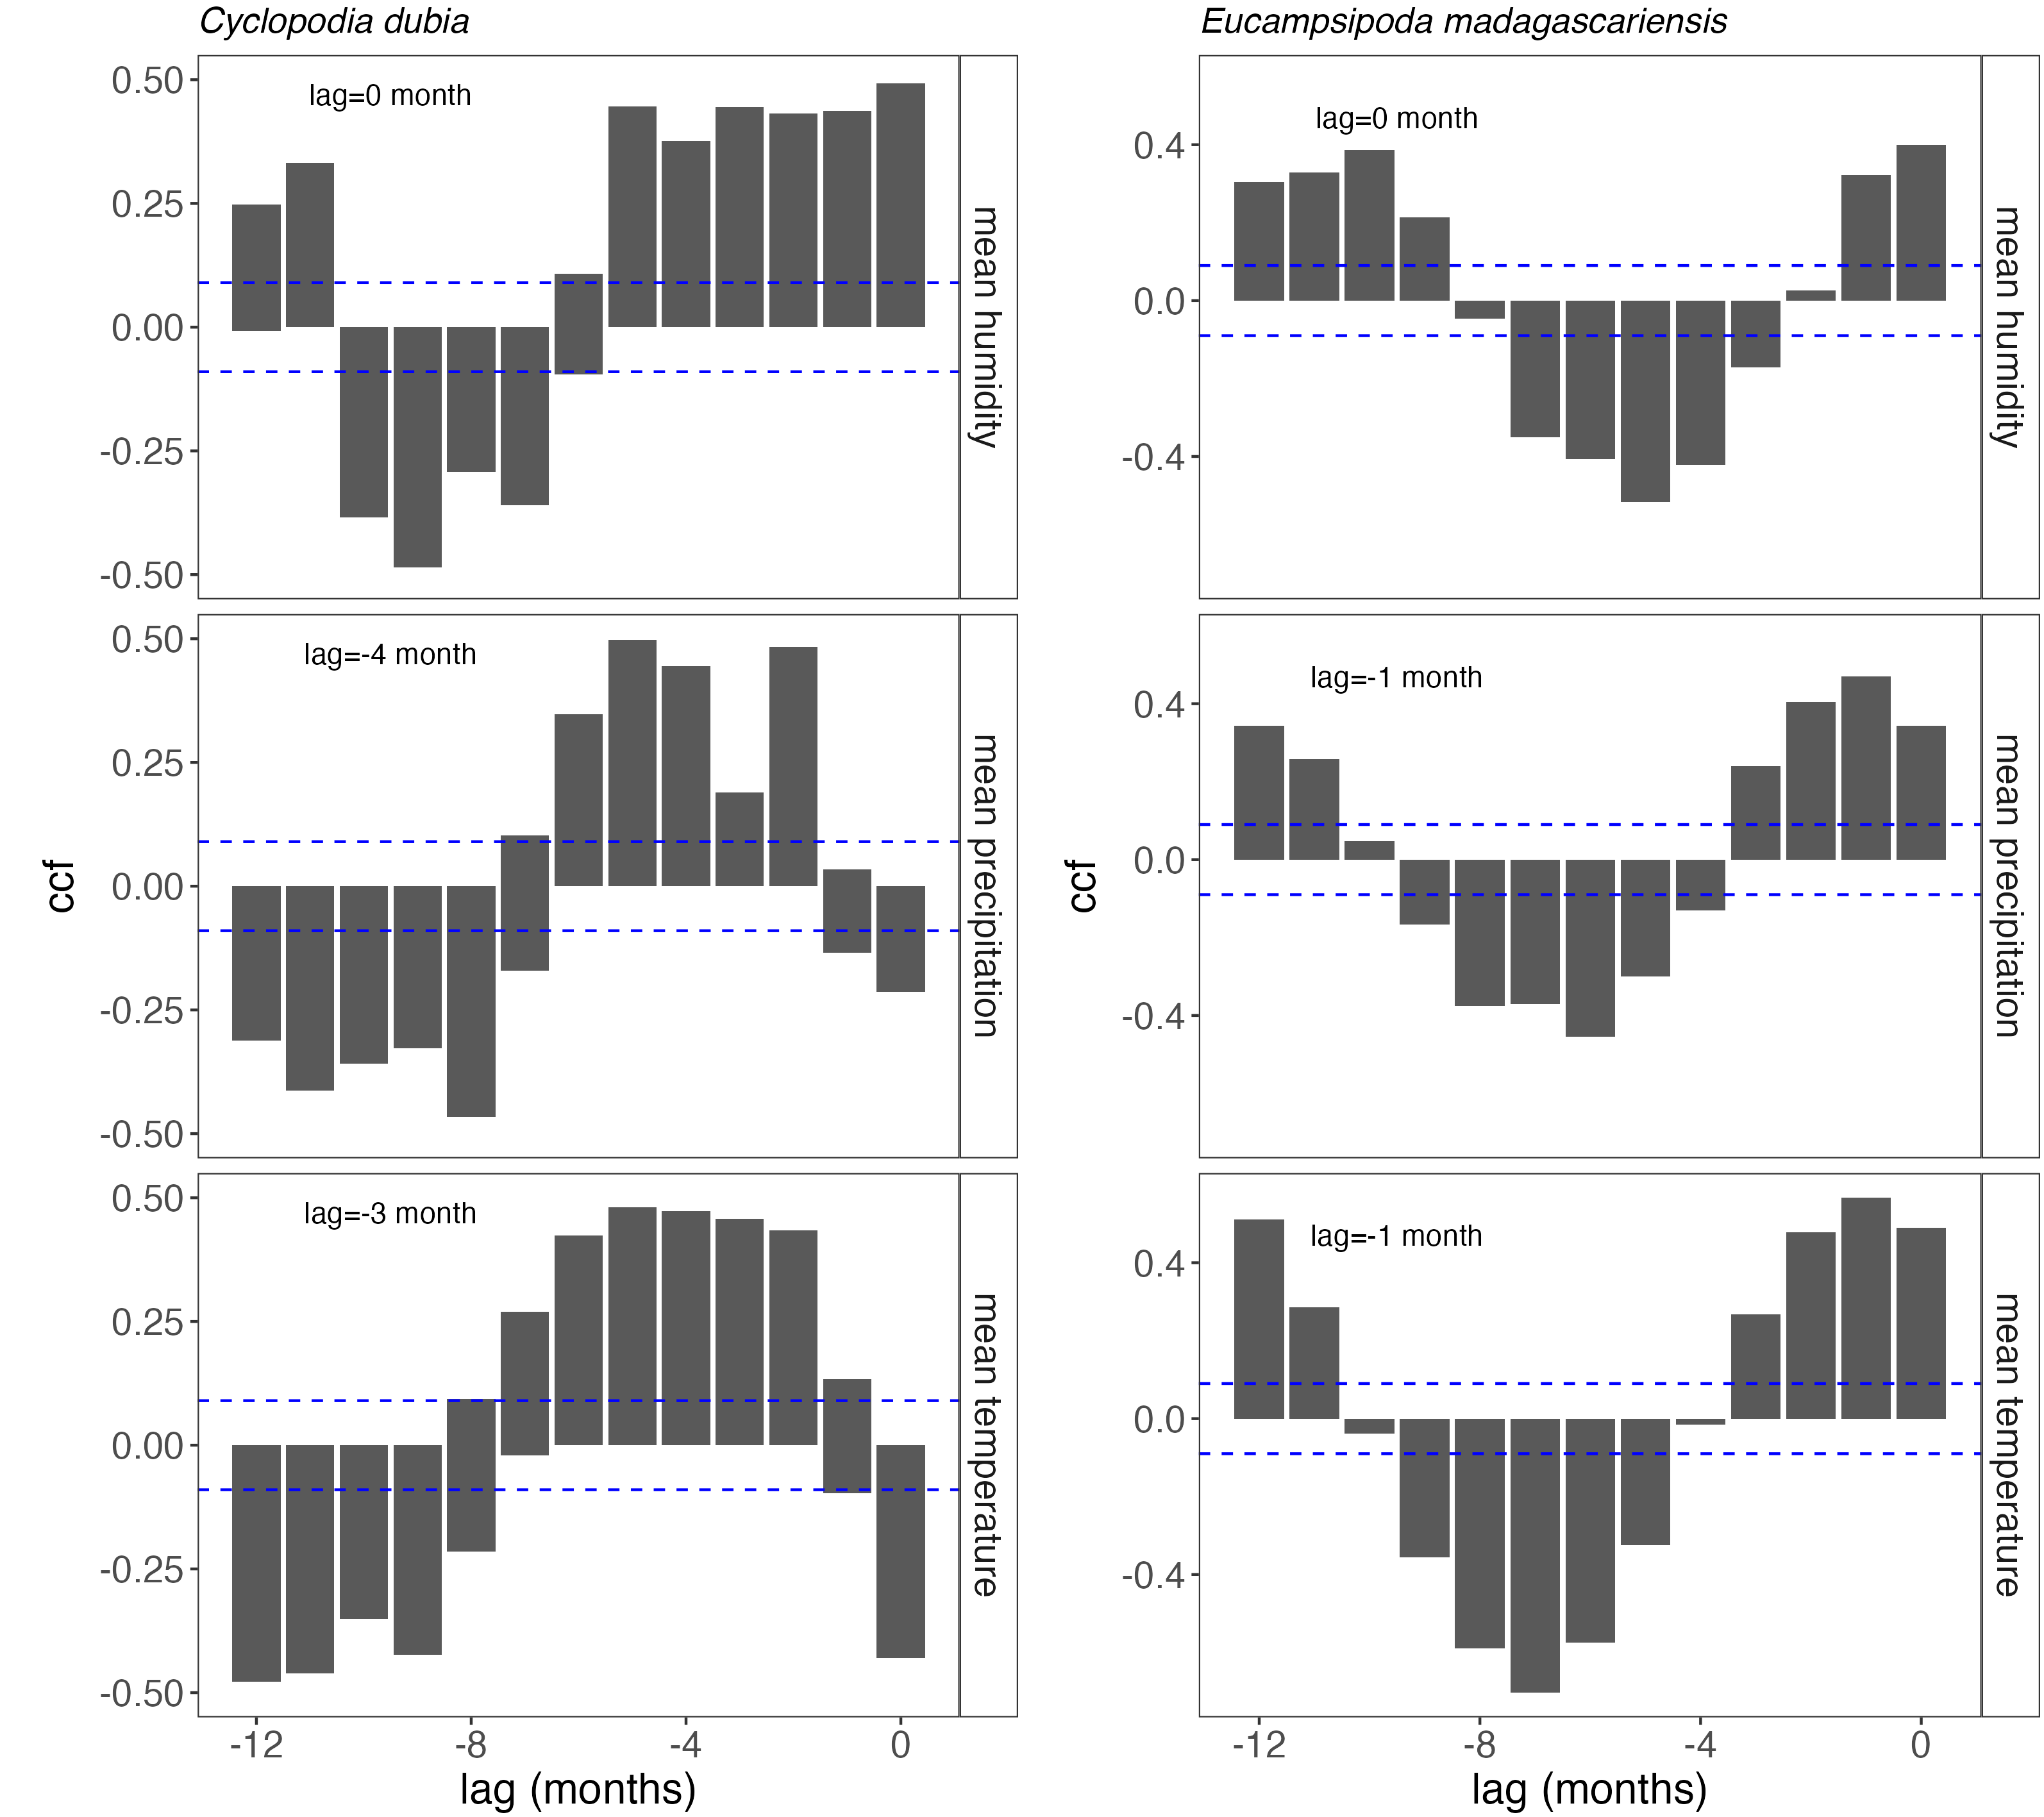 Cyclopodia dubia
0.50
0.25
0.00
-0.25
-0.50
lag=0 month
mean humidity
0.50
0.25
0.00
-0.25
-0.50
lag=-4 month
mean precipitation
0.50
0.25
0.00
-0.25
-0.50
lag=-3 month
mean temperature
ccf
-12 -8 -4 0
lag (months)
Eucampsipoda madagascariensis
0.4
0.0
-0.4
lag=0 month
mean humidity
0.4
0.0
-0.4
lag=-1 month
mean precipitation
0.4
0.0
-0.4
lag=-1 month
mean temperature
ccf
-12 -8 -4 0
lag (months)